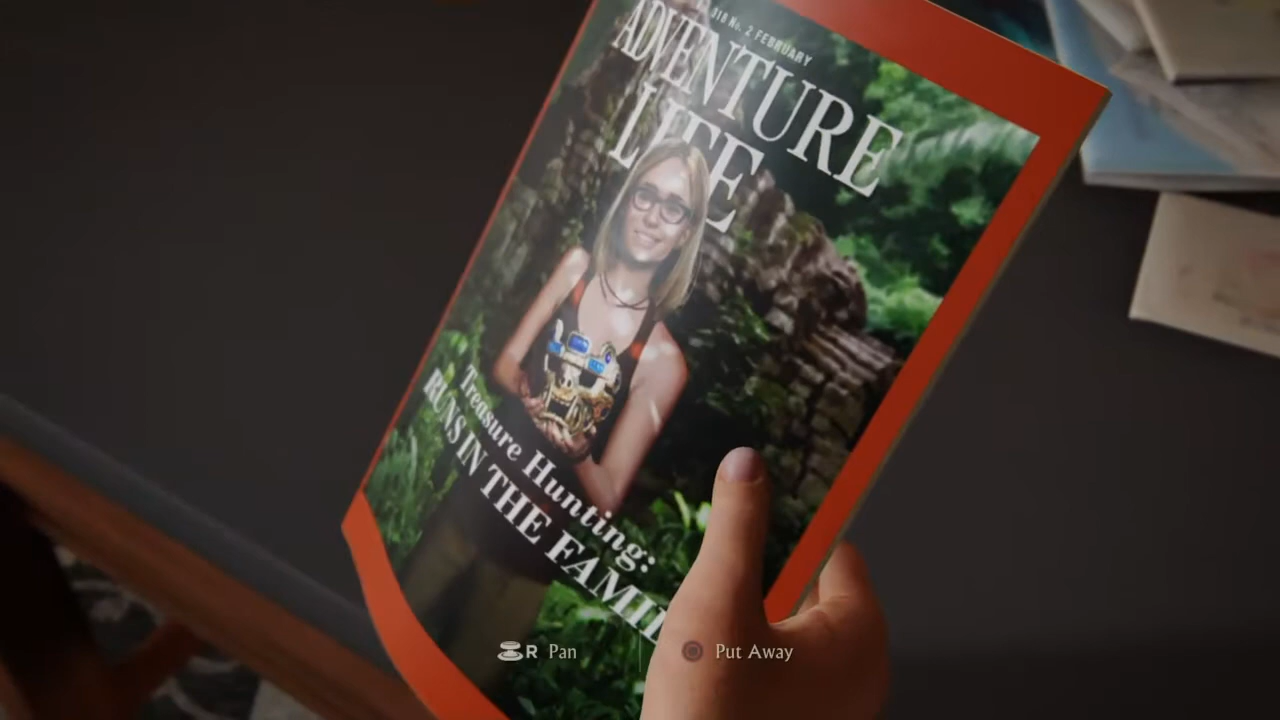 No. 2 FEBRUARY
ADVENTURE
LIFE
Treasure Hunting:
RUNS IN THE FAMI
R Pan
Put Away